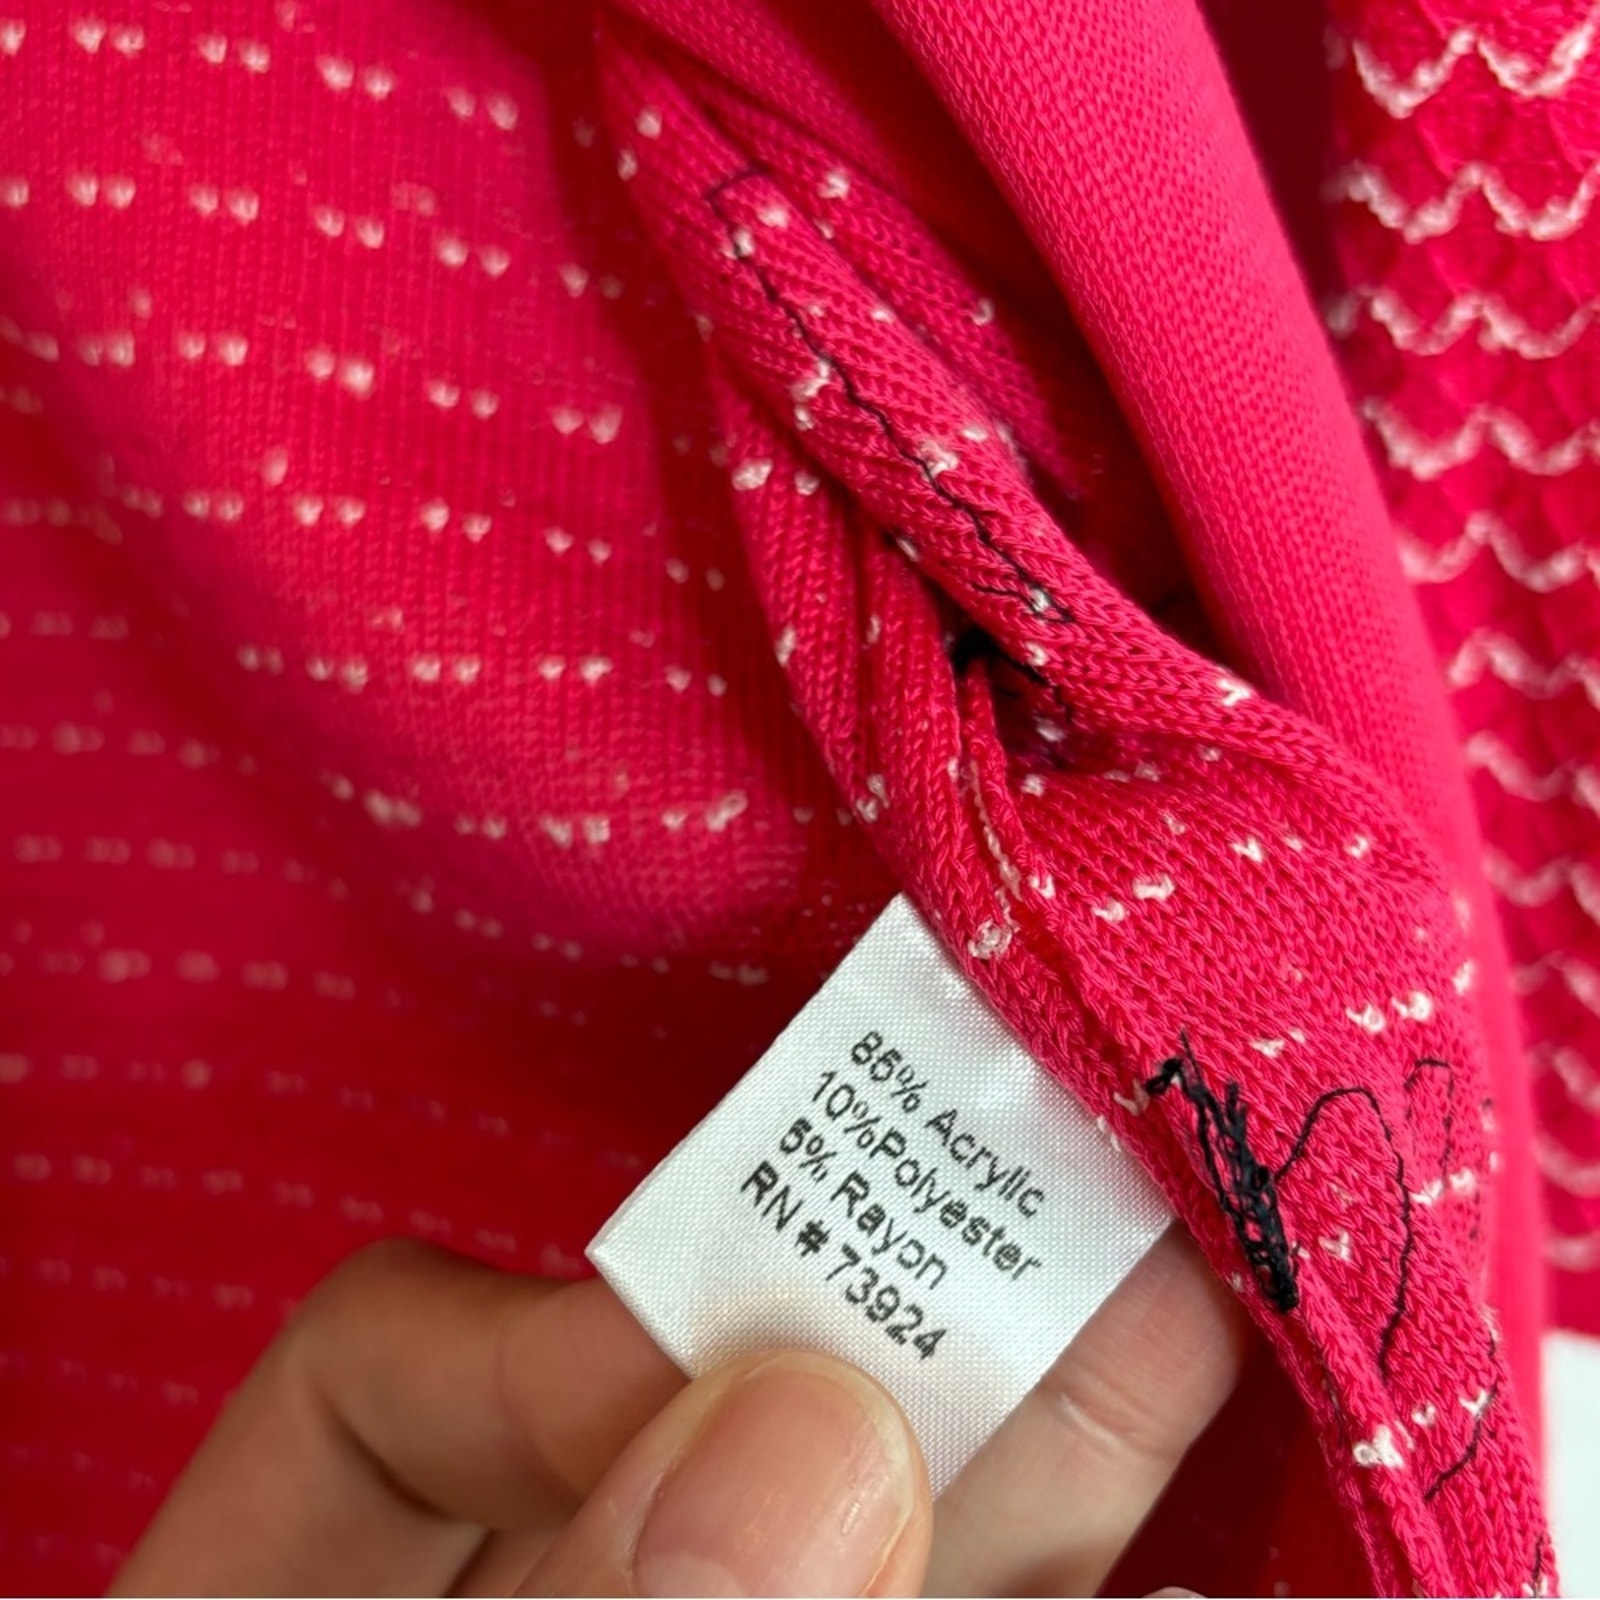 85% Acrylic
10%Polyester
5% Rayon
RN # 73924